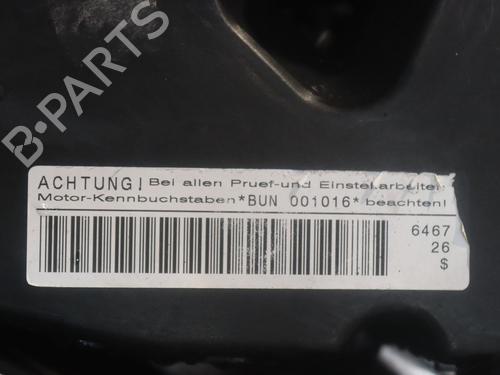 B-PARTS
ACHTUNG! Bei allen Pruef-und Einstellarbeiten
Motor-Kennbuchstaben*BUN 001016* beachten!
6467
26
$